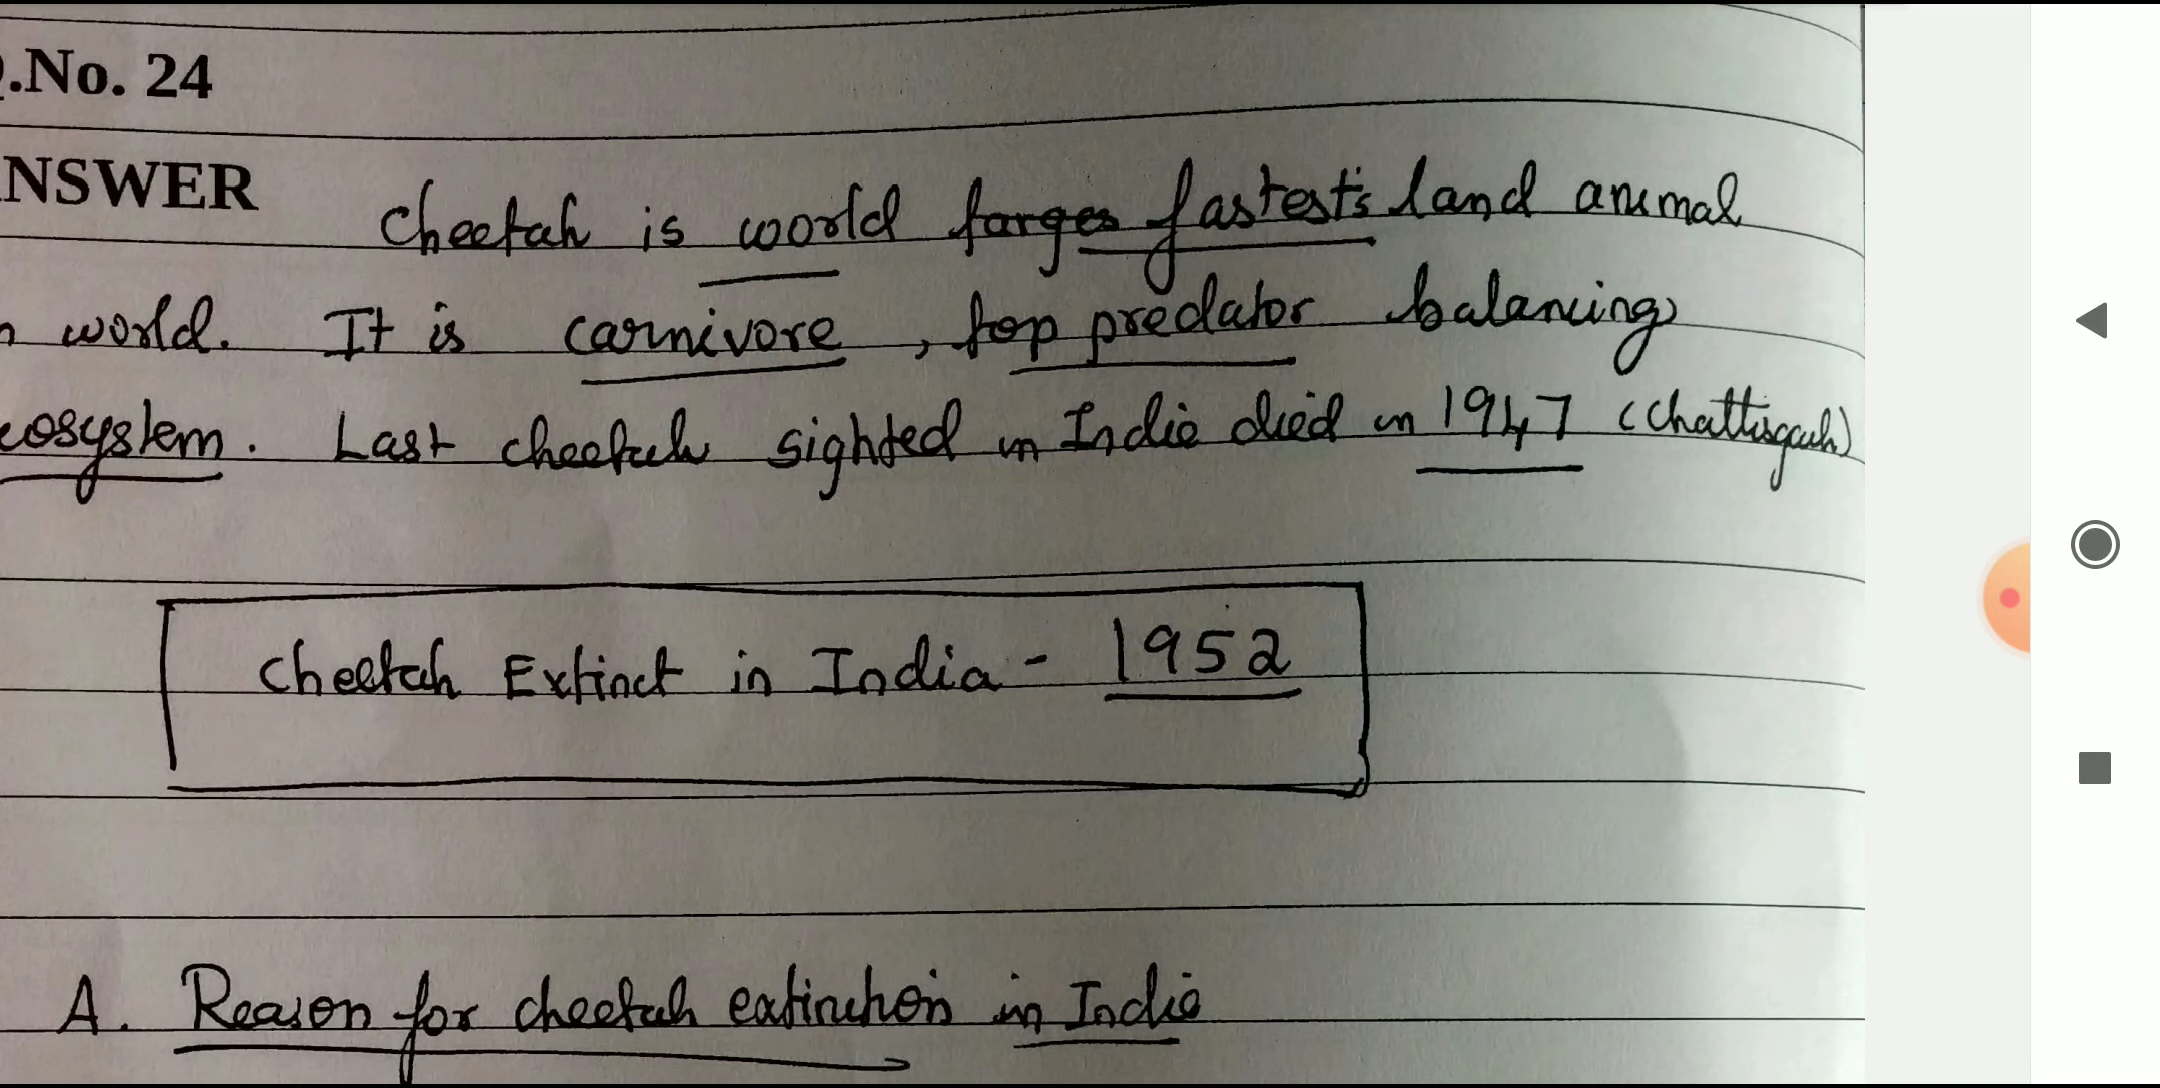 .No. 24
NSWER
Cheetah is world farges fastest's land animal
n world. It is carnivore, top predator balancing
cosystem. Last cheetah sighted in India died in 1947 (Chattisgarh)
Cheetah Extinct in India - 1952
A. Reason for cheetah extinction in India